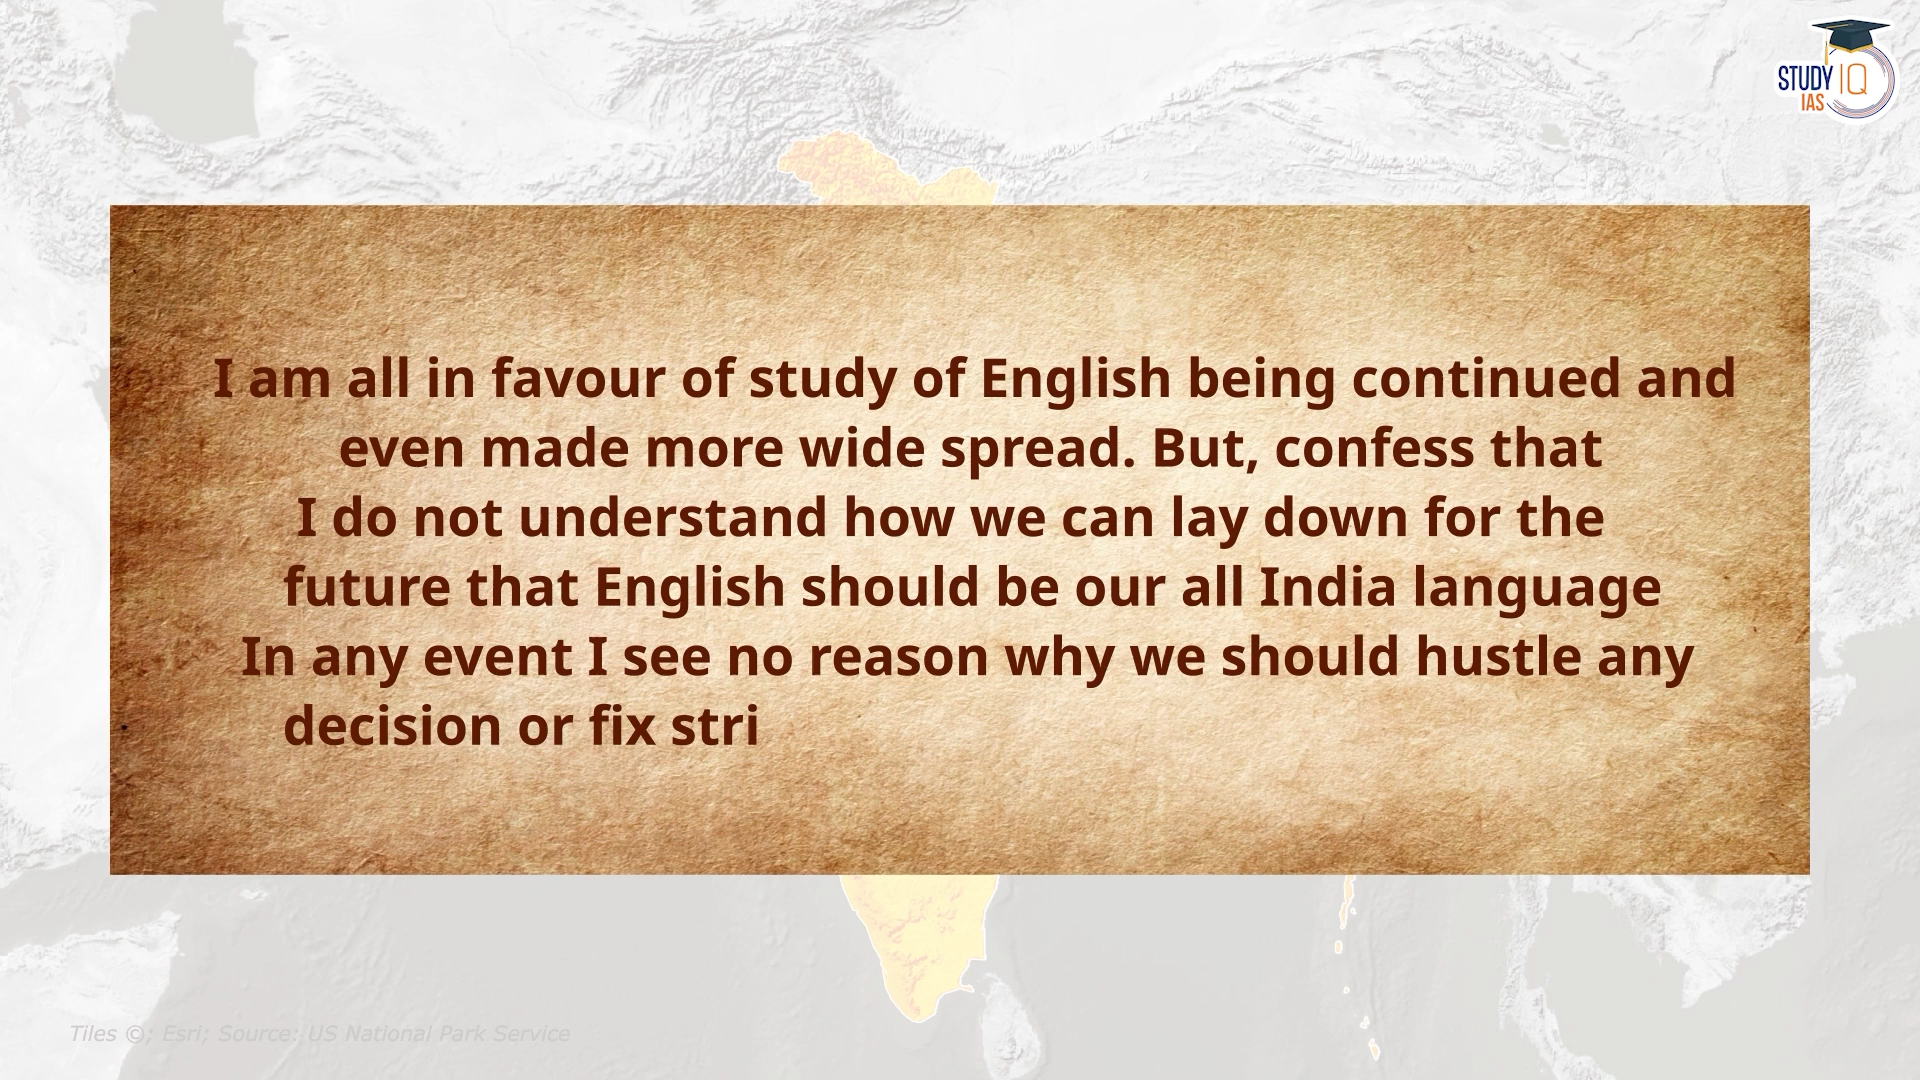 STUDY IQ
IAS
I am all in favour of study of English being continued and
even made more wide spread. But, confess that
I do not understand how we can lay down for the
future that English should be our all India language
In any event I see no reason why we should hustle any
decision or fix stri
Tiles ©; Esri; Source: US National Park Service